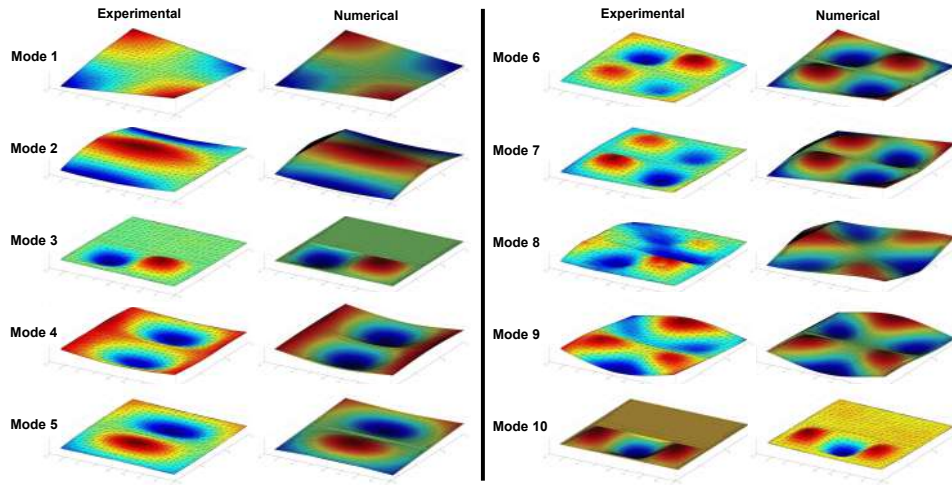 Experimental Numerical
Mode 1
Mode 2
Mode 3
Mode 4
Mode 5
Experimental Numerical
Mode 6
Mode 7
Mode 8
Mode 9
Mode 10